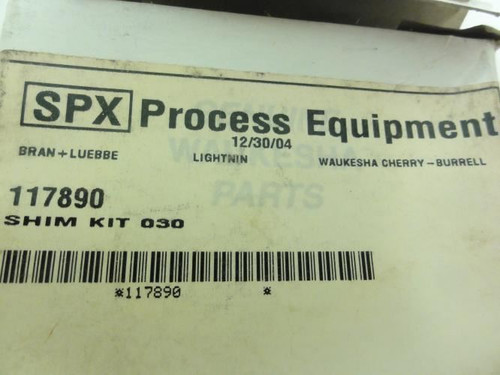 SPX Process Equipment
12/30/04
BRAN+LUEBBE LIGHTNIN WAUKESHA CHERRY-BURRELL
GENUINE
WAUKESHA
PARTS
117890
SHIM KIT 030
*117890 *